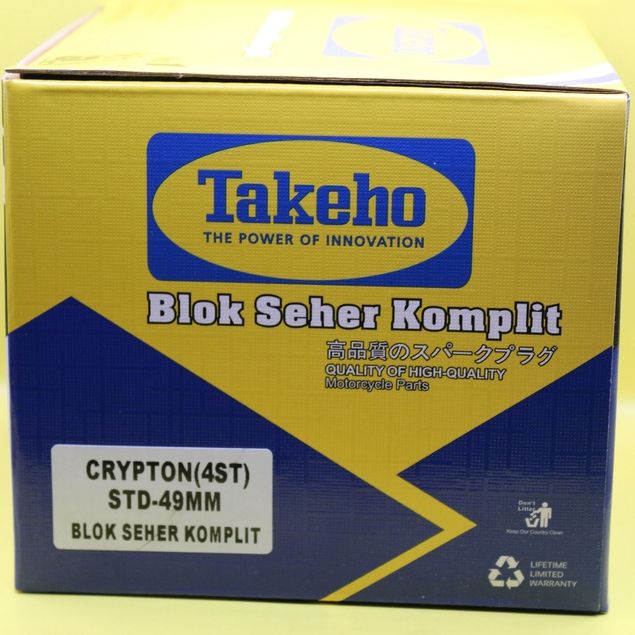 Takeho
THE POWER OF INNOVATION
Blok Seher Komplit
高品質のスパークプラグ
QUALITY OF HIGH-QUALITY
Motorcycle Parts
CRYPTON(4ST)
STD-49MM
BLOK SEHER KOMPLIT
Don't
Litter
Keep Our Country Clean
LIFETIME
LIMITED
WARRANTY